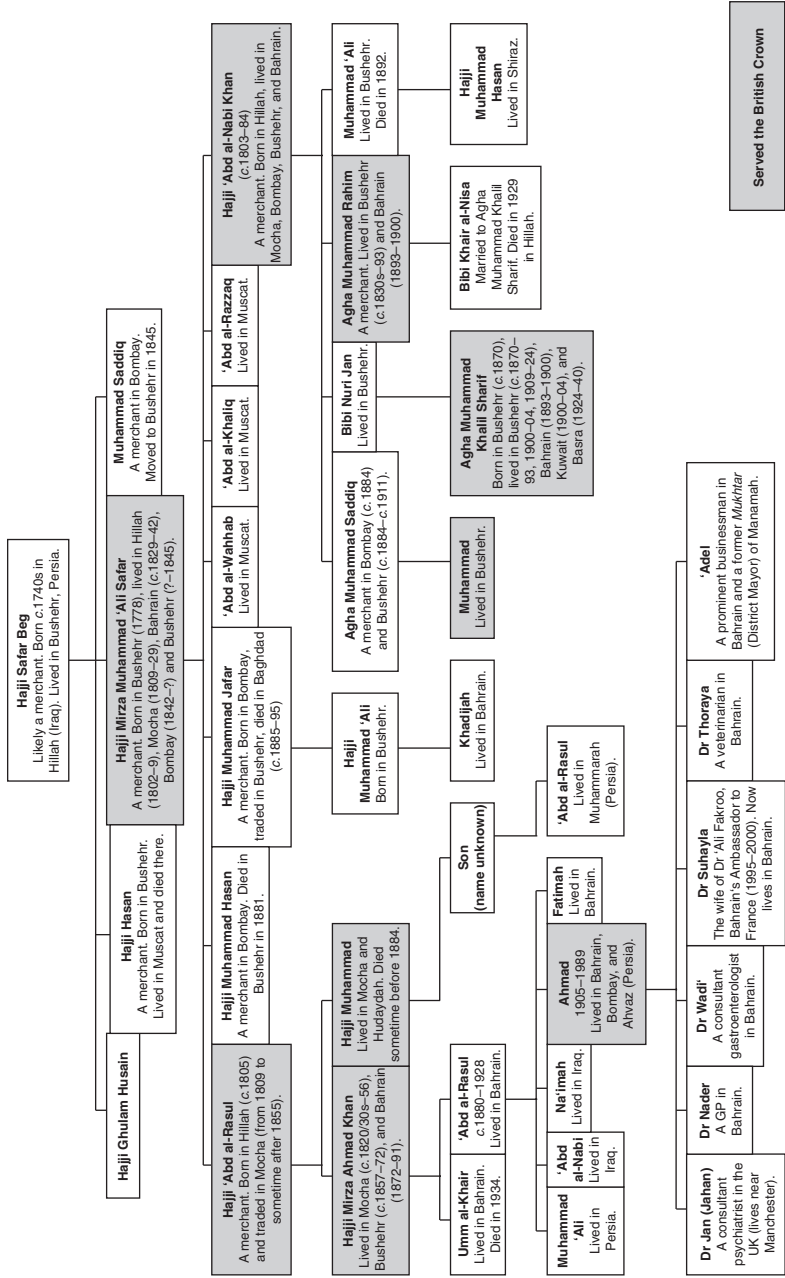 Hajji Safar Beg
Likely a merchant. Born c.1740s in
Hillah (Iraq). Lived in Bushehr, Persia.
Hajji Ghulam Husain
Hajji Hasan
A merchant. Born in Bushehr.
Lived in Muscat and died there.
Hajji Mirza Muhammad ‘Ali Safar
A merchant. Born in Bushehr (1778), lived in Hillah
(1802–9), Mocha (1809–29), Bahrain (c.1829–42),
Bombay (1842–?) and Bushehr (?–1845).
Muhammad Saddiq
A merchant in Bombay.
Moved to Bushehr in 1845.
Hajji ‘Abd al-Rasul
A merchant. Born in Hillah (c.1805)
and traded in Mocha (from 1809 to
sometime after 1855).
Hajji Muhammad Hasan
A merchant in Bombay. Died in
Bushehr in 1881.
Hajji Muhammad Jafar
A merchant. Born in Bombay,
traded in Bushehr, died in Baghdad
(c.1885–95)
‘Abd al-Wahhab
Lived in Muscat.
‘Abd al-Khaliq
Lived in Muscat.
‘Abd al-Razzaq
Lived in Muscat.
Hajji ‘Abd al-Nabi Khan
(c.1803–84)
A merchant. Born in Hillah, lived in
Mocha, Bombay, Bushehr, and Bahrain.
Hajji Mirza Ahmad Khan
Lived in Mocha (c.1820/30s–56),
Bushehr (c.1857–72), and Bahrain
(1872–91).
Hajji Muhammad
Lived in Mocha and
Hudaydah. Died
sometime before 1884.
Hajji
Muhammad ‘Ali
Born in Bushehr.
Agha Muhammad Saddiq
A merchant in Bombay (c.1884)
and Bushehr (c.1884–c.1911).
Bibi Nuri Jan
Lived in Bushehr.
Agha Muhammad Rahim
A merchant. Lived in Bushehr
(c.1830s–93) and Bahrain
(1893–1900).
Muhammad ‘Ali
Lived in Bushehr.
Died in 1892.
Umm al-Khair
Lived in Bahrain.
Died in 1934.
‘Abd al-Rasul
c.1880–1928
Lived in Bahrain.
Son
(name unknown)
Khadijah
Lived in Bahrain.
Muhammad
Lived in Bushehr.
Agha Muhammad
Khalil Sharif
Born in Bushehr (c.1870),
lived in Bushehr (c.1870–
93, 1900–04, 1909–24),
Bahrain (1893–1900),
Kuwait (1900–04), and
Basra (1924–40).
Bibi Khair al-Nisa
Married to Agha
Muhammad Khalil
Sharif. Died in 1929
in Hillah.
Hajji
Muhammad
Hasan
Lived in Shiraz.
Muhammad
‘Ali
Lived in
Persia.
‘Abd
al-Nabi
Lived in
Iraq.
Na‘imah
Lived in Iraq.
Ahmad
1905–1989
Lived in Bahrain,
Bombay, and
Ahvaz (Persia).
Fatimah
Lived in
Bahrain.
‘Abd al-Rasul
Lived in
Muhammarah
(Persia).
Dr Jan (Jahan)
A consultant
psychiatrist in the
UK (lives near
Manchester).
Dr Nader
A GP in
Bahrain.
Dr Wadi‘
A consultant
gastroenterologist
in Bahrain.
Dr Suhayla
The wife of Dr ‘Ali Fakroo,
Bahrain's Ambassador to
France (1995–2000). Now
lives in Bahrain.
Dr Thoraya
A veterinarian in
Bahrain.
‘Adel
A prominent businessman in
Bahrain and a former Mukhtar
(District Mayor) of Manamah.
Served the British Crown